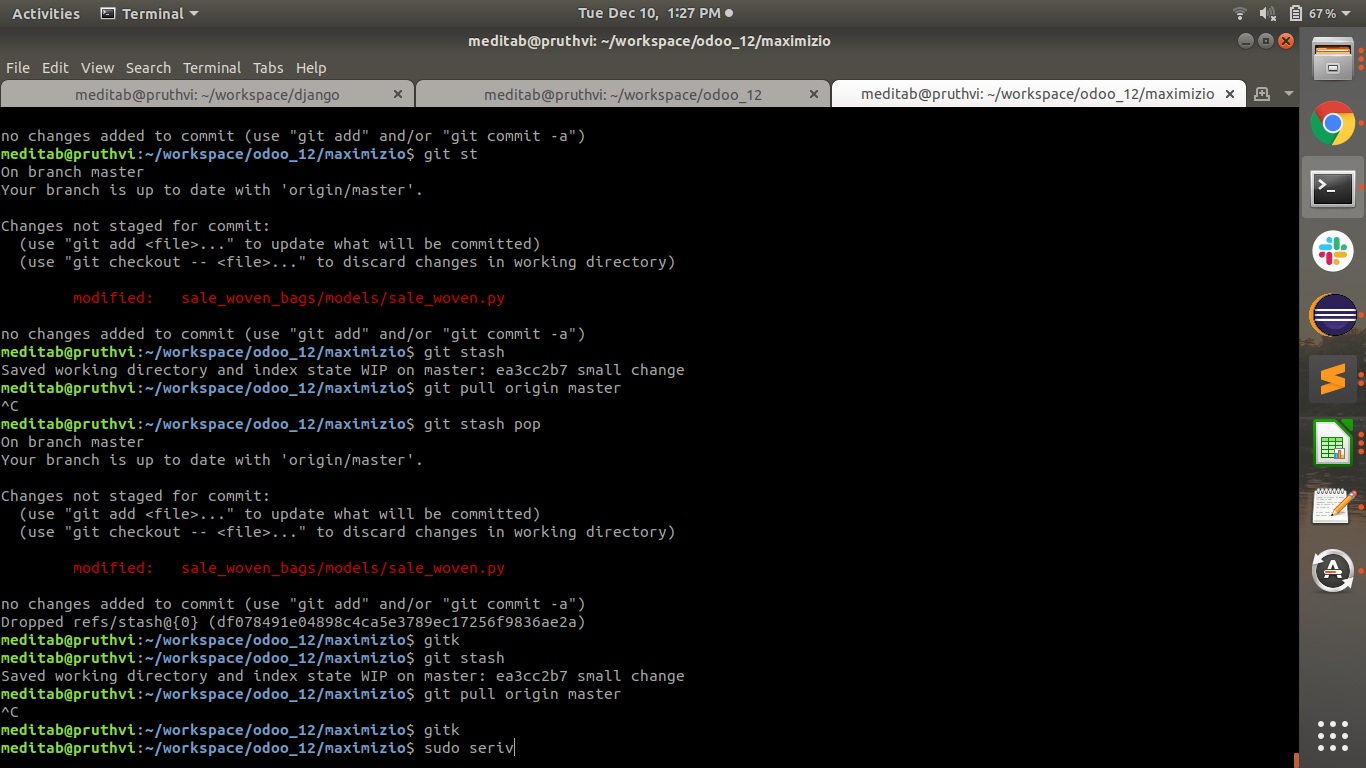 Activities
Terminal
Tue Dec 10, 1:27 PM
67%
meditab@pruthvi: ~/workspace/odoo_12/maximizio
File Edit View Search Terminal Tabs Help
meditab@pruthvi: ~/workspace/django
meditab@pruthvi: ~/workspace/odoo_12
meditab@pruthvi: ~/workspace/odoo_12/maximizio
no changes added to commit (use "git add" and/or "git commit -a")
meditab@pruthvi:~/workspace/odoo_12/maximizio$ git st
On branch master
Your branch is up to date with 'origin/master'.
Changes not staged for commit:
(use "git add <file>..." to update what will be committed)
(use "git checkout -- <file>..." to discard changes in working directory)
modified: sale_woven_bags/models/sale_woven.py
no changes added to commit (use "git add" and/or "git commit -a")
meditab@pruthvi:~/workspace/odoo_12/maximizio$ git stash
Saved working directory and index state WIP on master: ea3cc2b7 small change
meditab@pruthvi:~/workspace/odoo_12/maximizio$ git pull origin master
^C
meditab@pruthvi:~/workspace/odoo_12/maximizio$ git stash pop
On branch master
Your branch is up to date with 'origin/master'.
Changes not staged for commit:
(use "git add <file>..." to update what will be committed)
(use "git checkout -- <file>..." to discard changes in working directory)
modified: sale_woven_bags/models/sale_woven.py
no changes added to commit (use "git add" and/or "git commit -a")
Dropped refs/stash@{0} (df078491e04898c4ca5e3789ec17256f9836ae2a)
meditab@pruthvi:~/workspace/odoo_12/maximizio$ gitk
meditab@pruthvi:~/workspace/odoo_12/maximizio$ git stash
Saved working directory and index state WIP on master: ea3cc2b7 small change
meditab@pruthvi:~/workspace/odoo_12/maximizio$ git pull origin master
^C
meditab@pruthvi:~/workspace/odoo_12/maximizio$ gitk
meditab@pruthvi:~/workspace/odoo_12/maximizio$ sudo seriv